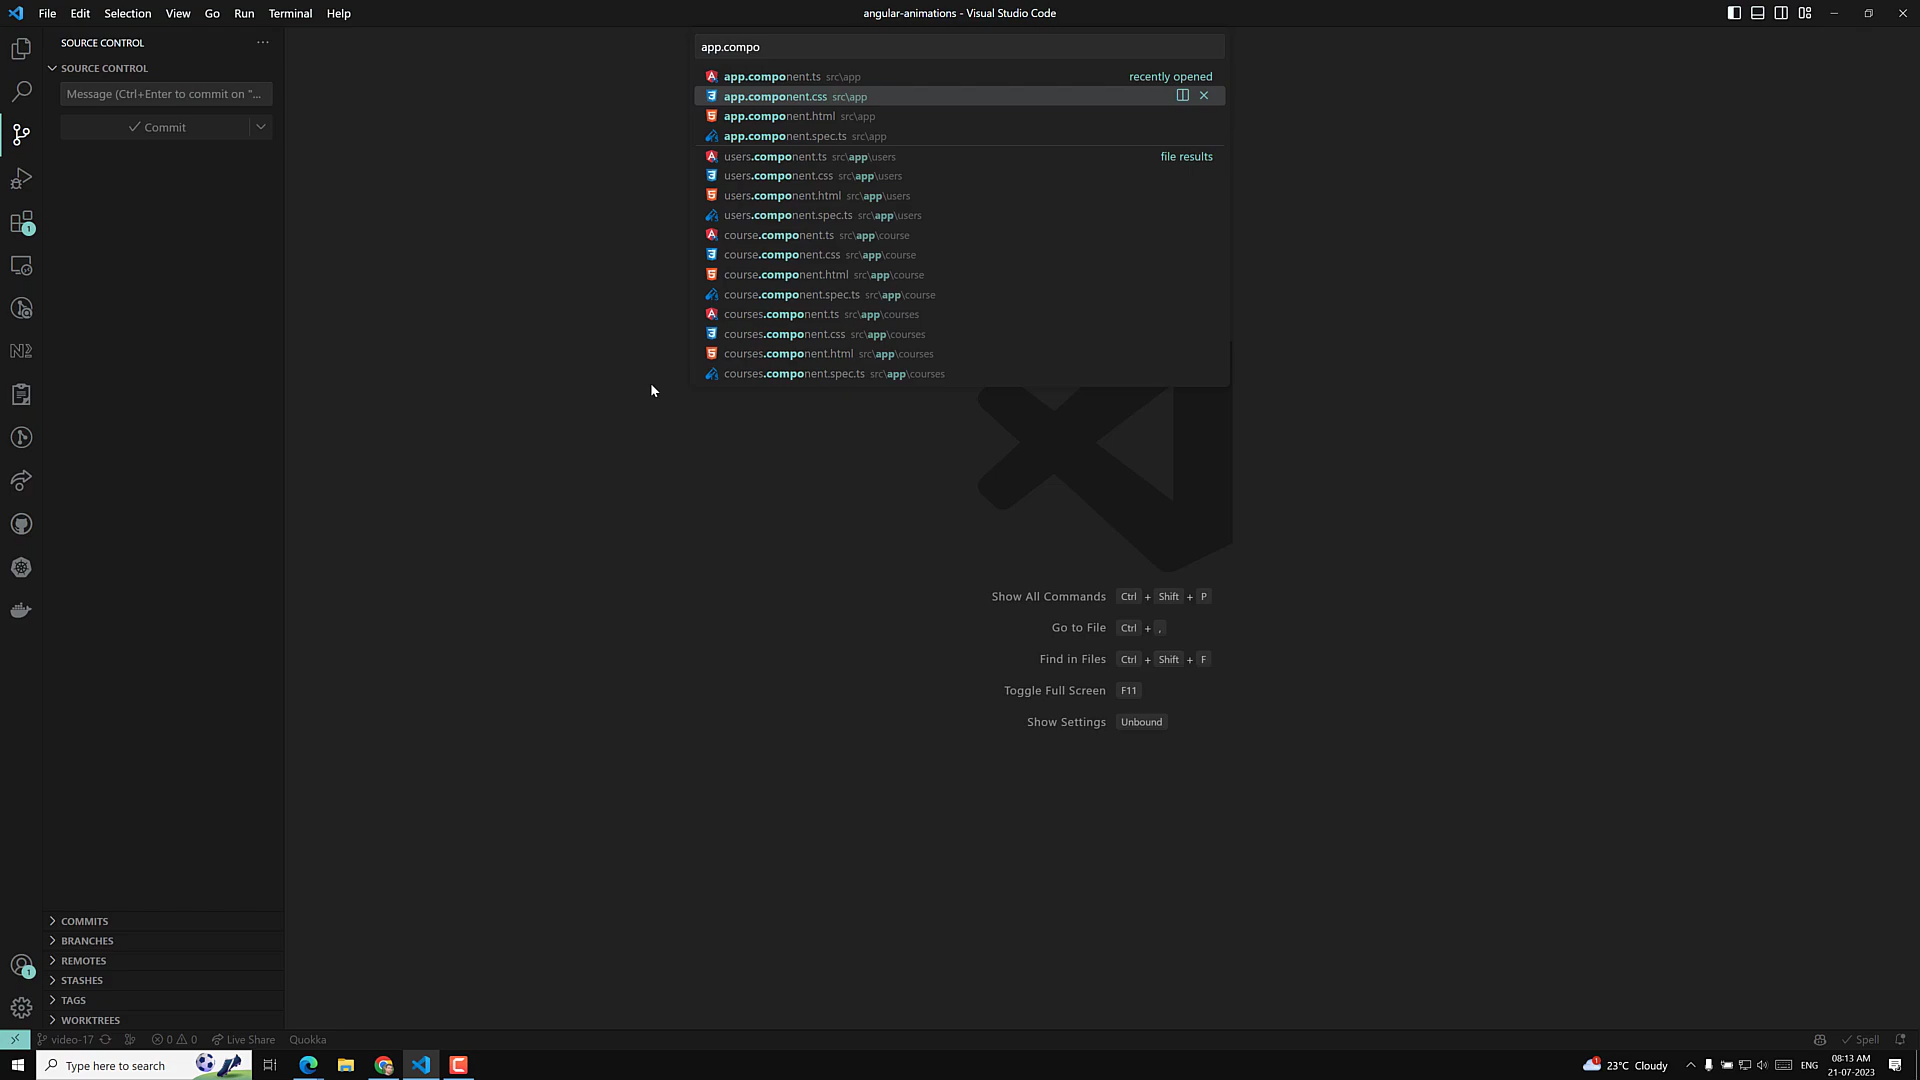 File Edit Selection View Go Run Terminal Help
angular-animations - Visual Studio Code
SOURCE CONTROL
SOURCE CONTROL
Message (Ctrl+Enter to commit on "...
Commit
app.compo
app.component.ts src\app recently opened
app.component.css src\app
app.component.html src\app
app.component.spec.ts src\app
users.component.ts src\app\users file results
users.component.css src\app\users
users.component.html src\app\users
users.component.spec.ts src\app\users
course.component.ts src\app\course
course.component.css src\app\course
course.component.html src\app\course
course.component.spec.ts src\app\course
courses.component.ts src\app\courses
courses.component.css src\app\courses
courses.component.html src\app\courses
courses.component.spec.ts src\app\courses
Show All Commands Ctrl + Shift + P
Go to File Ctrl + ,
Find in Files Ctrl + Shift + F
Toggle Full Screen F11
Show Settings Unbound
1
N2
1
COMMITS
BRANCHES
REMOTES
STASHES
TAGS
WORKTREES
video-17 0 0 Live Share Quokka Spell
Type here to search
1 23°C Cloudy ENG
08:13 AM
21-07-2023